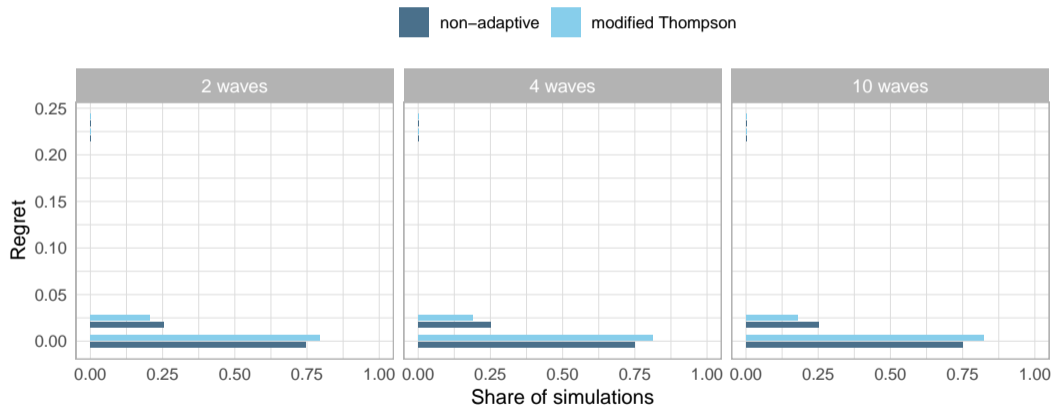 non−adaptive modified Thompson
2 waves 4 waves 10 waves
Regret
0.25
0.20
0.15
0.10
0.05
0.00
0.00 0.25 0.50 0.75 1.00 0.00 0.25 0.50 0.75 1.00 0.00 0.25 0.50 0.75 1.00
Share of simulations